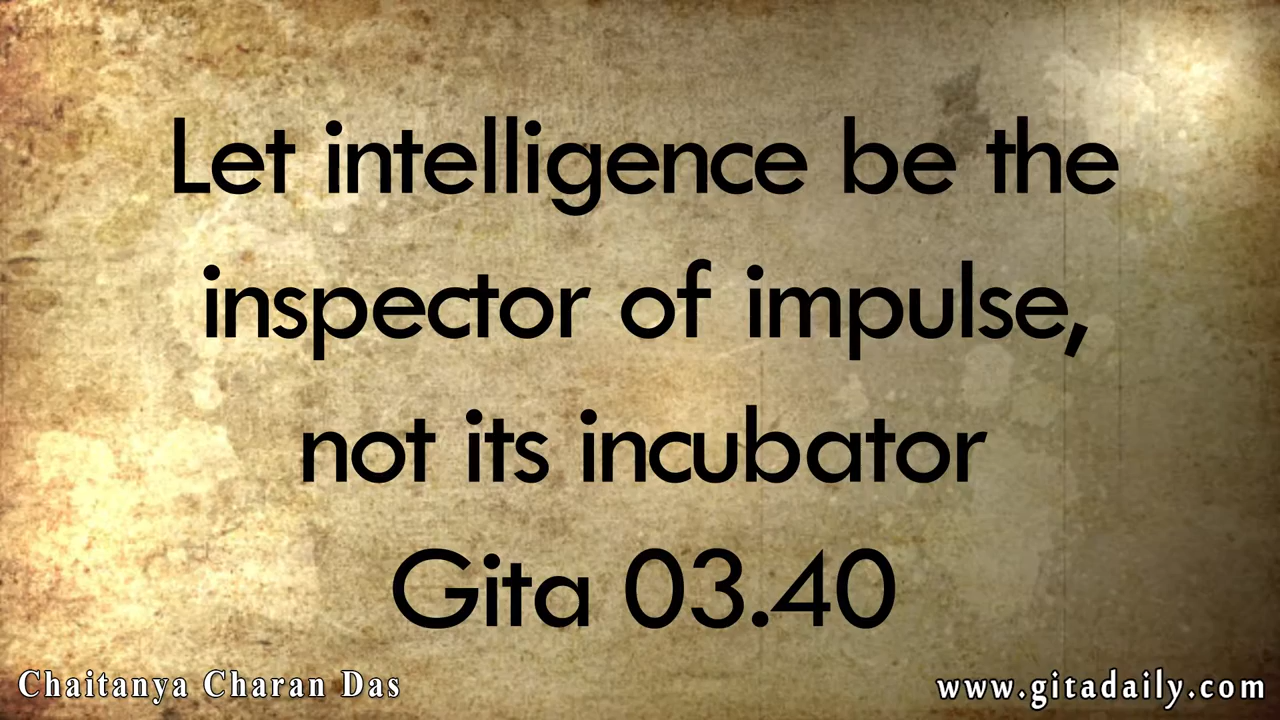 Let intelligence be the
inspector of impulse,
not its incubator
Gita 03.40
Chaitanya Charan Das
www.gitadaily.com